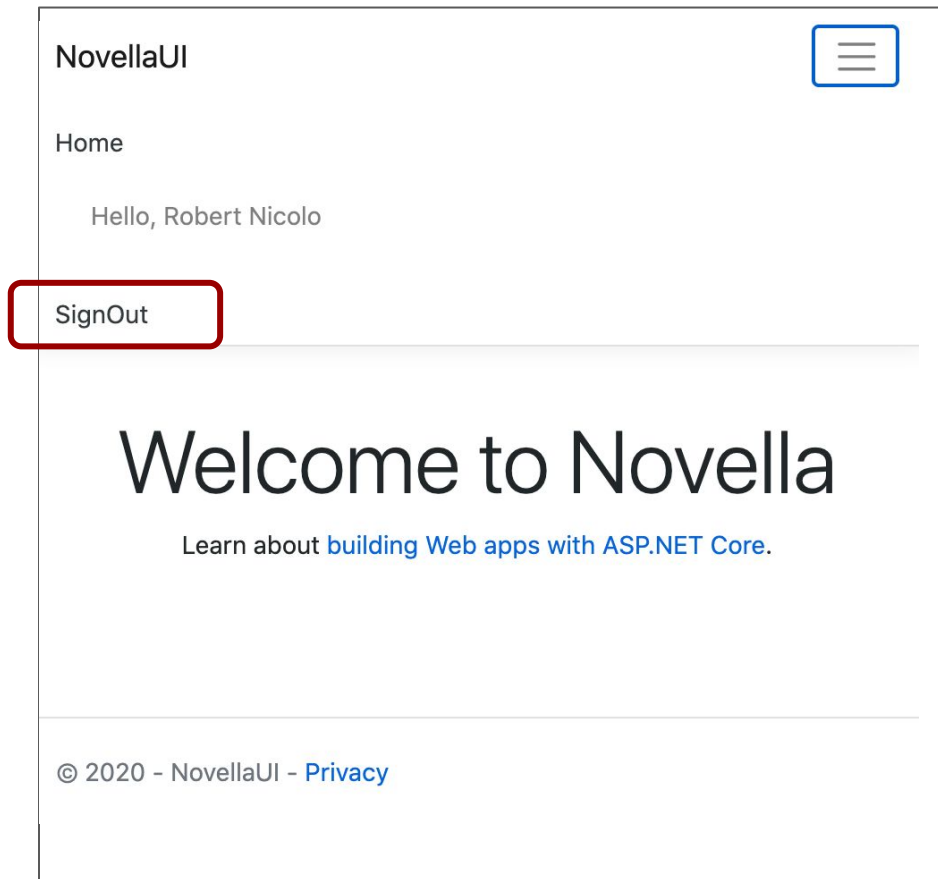 NovellaUI
Home
Hello, Robert Nicolo
SignOut
Welcome to Novella
Learn about building Web apps with ASP.NET Core.
© 2020 - NovellaUI - Privacy